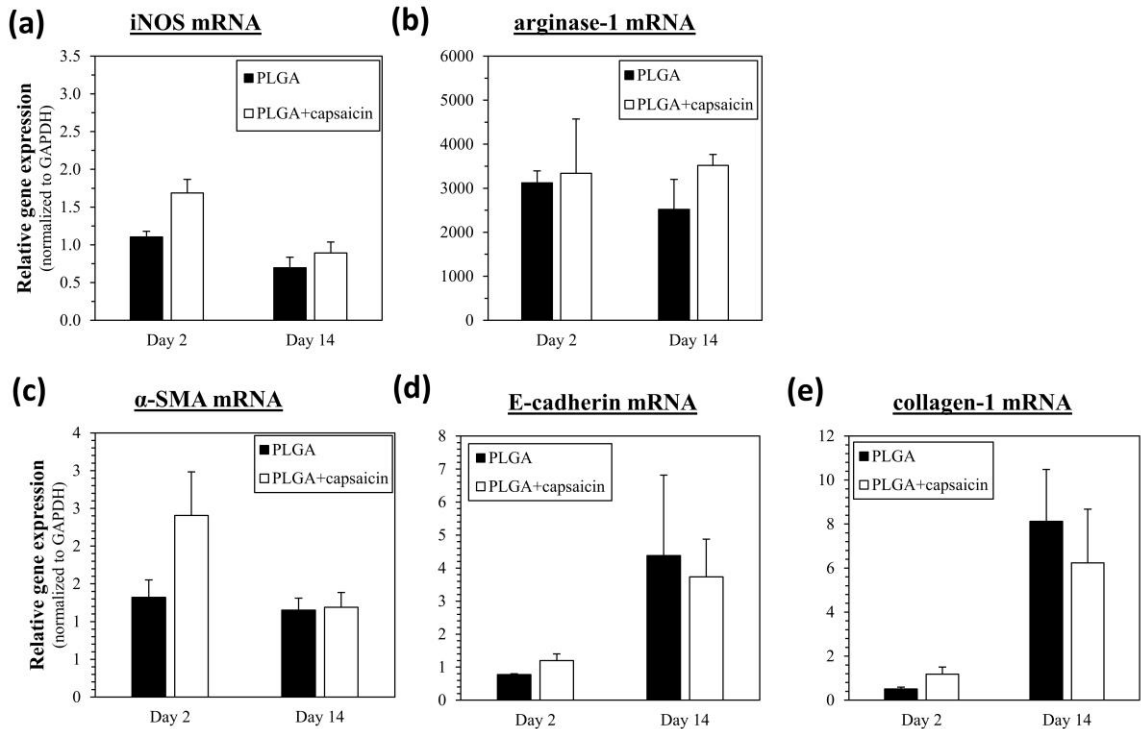 (a)
iNOS mRNA
Relative gene expression
(normalized to GAPDH)
3.5
3.0
2.5
2.0
1.5
1.0
0.5
0.0
PLGA
PLGA+capsaicin
Day 2
Day 14
(b)
arginase-1 mRNA
6000
5000
4000
3000
2000
1000
0
PLGA
PLGA+capsaicin
Day 2
Day 14
(c)
α-SMA mRNA
Relative gene expression
(normalized to GAPDH)
4
3
3
2
2
1
1
0
PLGA
PLGA+capsaicin
Day 2
Day 14
(d)
E-cadherin mRNA
8
7
6
5
4
3
2
1
0
PLGA
PLGA+capsaicin
Day 2
Day 14
(e)
collagen-1 mRNA
12
10
8
6
4
2
0
PLGA
PLGA+capsaicin
Day 2
Day 14